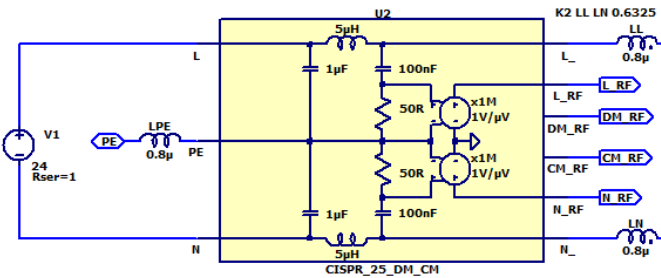 U2
K2 LL LN 0.6325
5µH
LL
L
L_
0.8µ
1µF
100nF
L_RF
L_RF
V1
LPE
50R
x1M
1V/µV
DM_RF
DM_RF
PE
0.8µ
PE
24
Rser=1
50R
x1M
1V/µV
CM_RF
CM_RF
1µF
100nF
N_RF
N_RF
LN
N
N_
0.8µ
5µH
CISPR_25_DM_CM